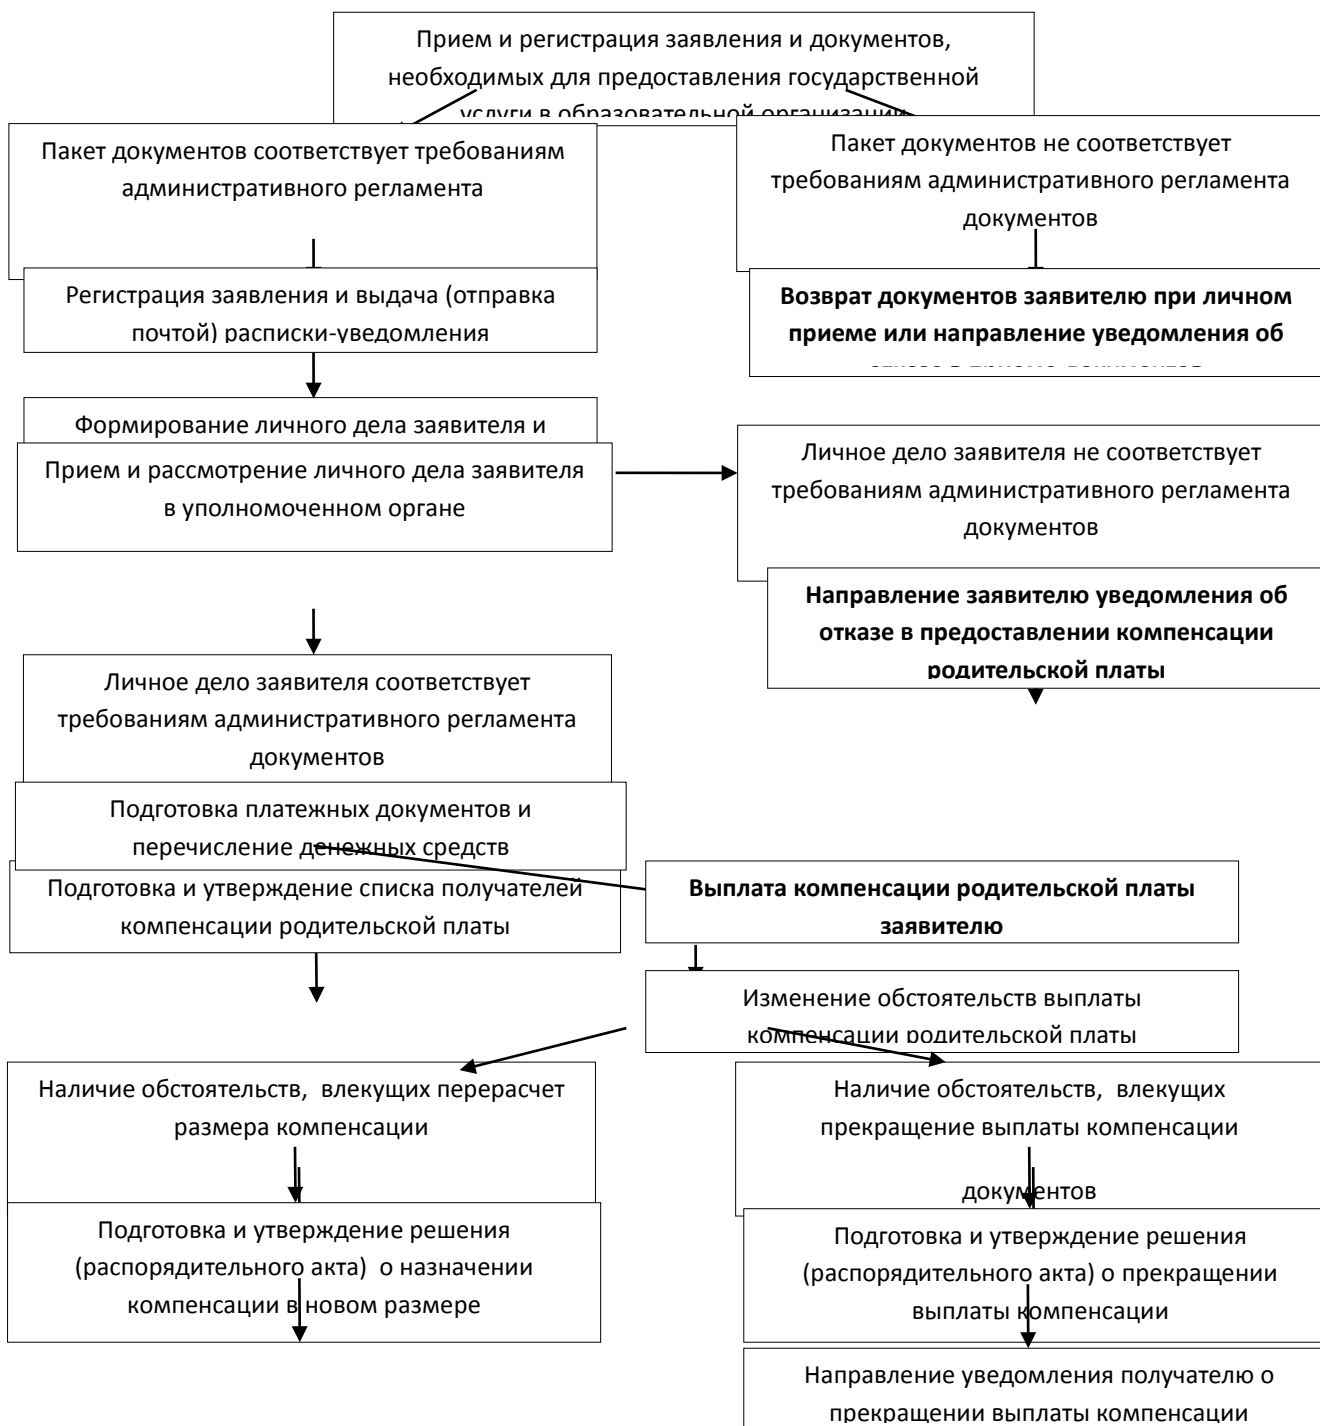 Прием и регистрация заявления и документов,
необходимых для предоставления государственной
услуги в образовательной организации
Пакет документов соответствует требованиям
административного регламента
Пакет документов не соответствует
требованиям административного регламента
документов
Регистрация заявления и выдача (отправка
почтой) расписки-уведомления
Возврат документов заявителю при личном
приеме или направление уведомления об
отказе в приеме документов
Формирование личного дела заявителя и
Прием и рассмотрение личного дела заявителя
в уполномоченном органе
Личное дело заявителя не соответствует
требованиям административного регламента
документов
Направление заявителю уведомления об
отказе в предоставлении компенсации
родительской платы
Личное дело заявителя соответствует
требованиям административного регламента
документов
Подготовка платежных документов и
перечисление денежных средств
Подготовка и утверждение списка получателей
компенсации родительской платы
Выплата компенсации родительской платы
заявителю
Изменение обстоятельств выплаты
компенсации родительской платы
Наличие обстоятельств,  влекущих перерасчет
размера компенсации
Наличие обстоятельств,  влекущих
прекращение выплаты компенсации
документов
Подготовка и утверждение решения
(распорядительного акта)  о назначении
компенсации в новом размере
Подготовка и утверждение решения
(распорядительного акта) о прекращении
выплаты компенсации
Направление уведомления получателю о
прекращении выплаты компенсации